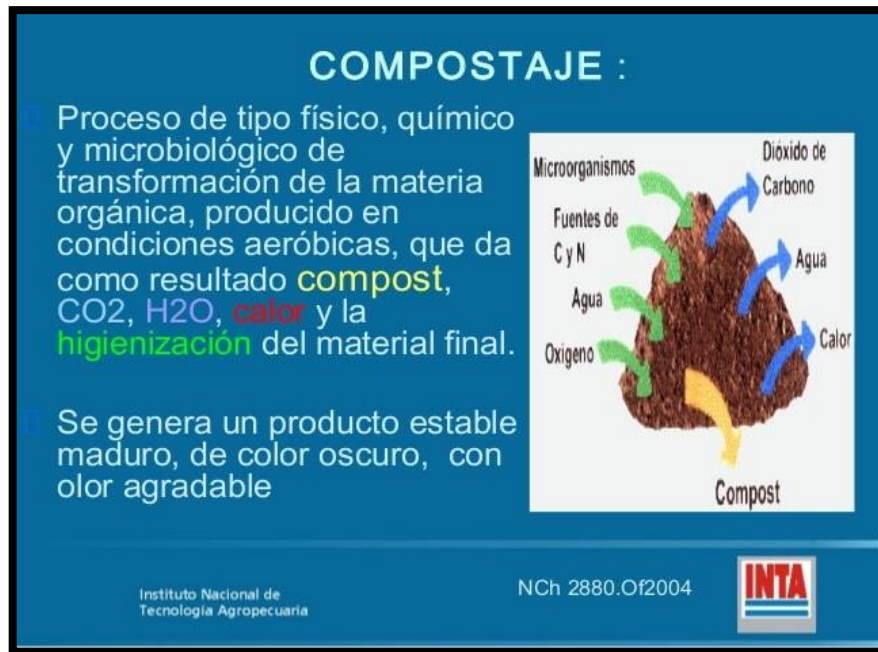 COMPOSTAJE :
Proceso de tipo físico, químico
y microbiológico de
transformación de la materia
orgánica, producido en
condiciones aeróbicas, que da
como resultado compost,
CO2, H2O, calor y la
higienización del material final.
Se genera un producto estable
maduro, de color oscuro, con
olor agradable
Microorganismos
Fuentes de
C y N
Agua
Oxigeno
Dióxido de
Carbono
Agua
Calor
Compost
Instituto Nacional de
Tecnología Agropecuaria
NCh 2880.Of2004
INTA